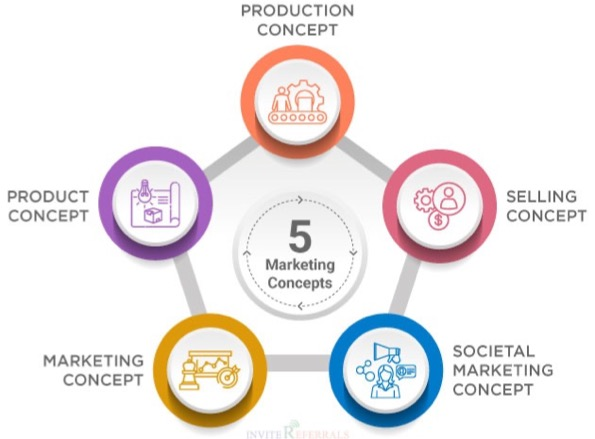 PRODUCTION
CONCEPT
PRODUCT
CONCEPT
SELLING
CONCEPT
5
Marketing
Concepts
MARKETING
CONCEPT
SOCIETAL
MARKETING
CONCEPT
$
INVITEREFERRALS